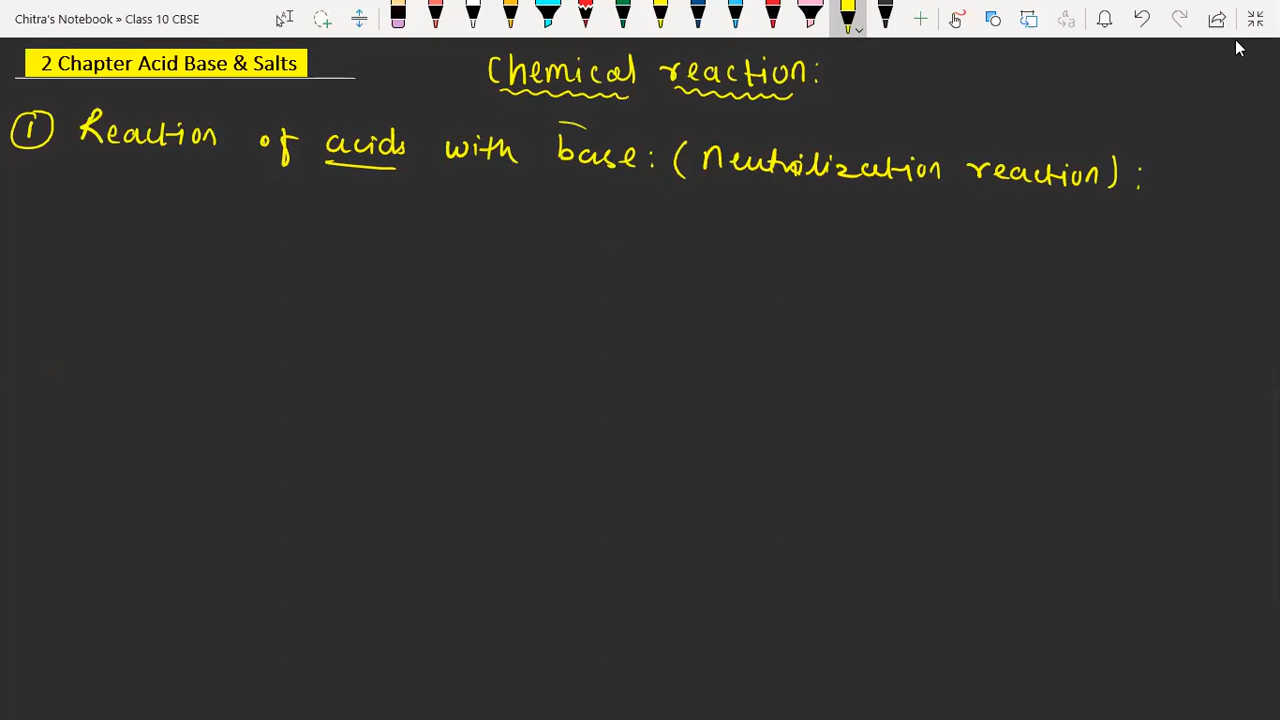 Chitra's Notebook » Class 10 CBSE
2 Chapter Acid Base & Salts
Chemical reaction:
① Reaction of acids with base: (Neutralization reaction):